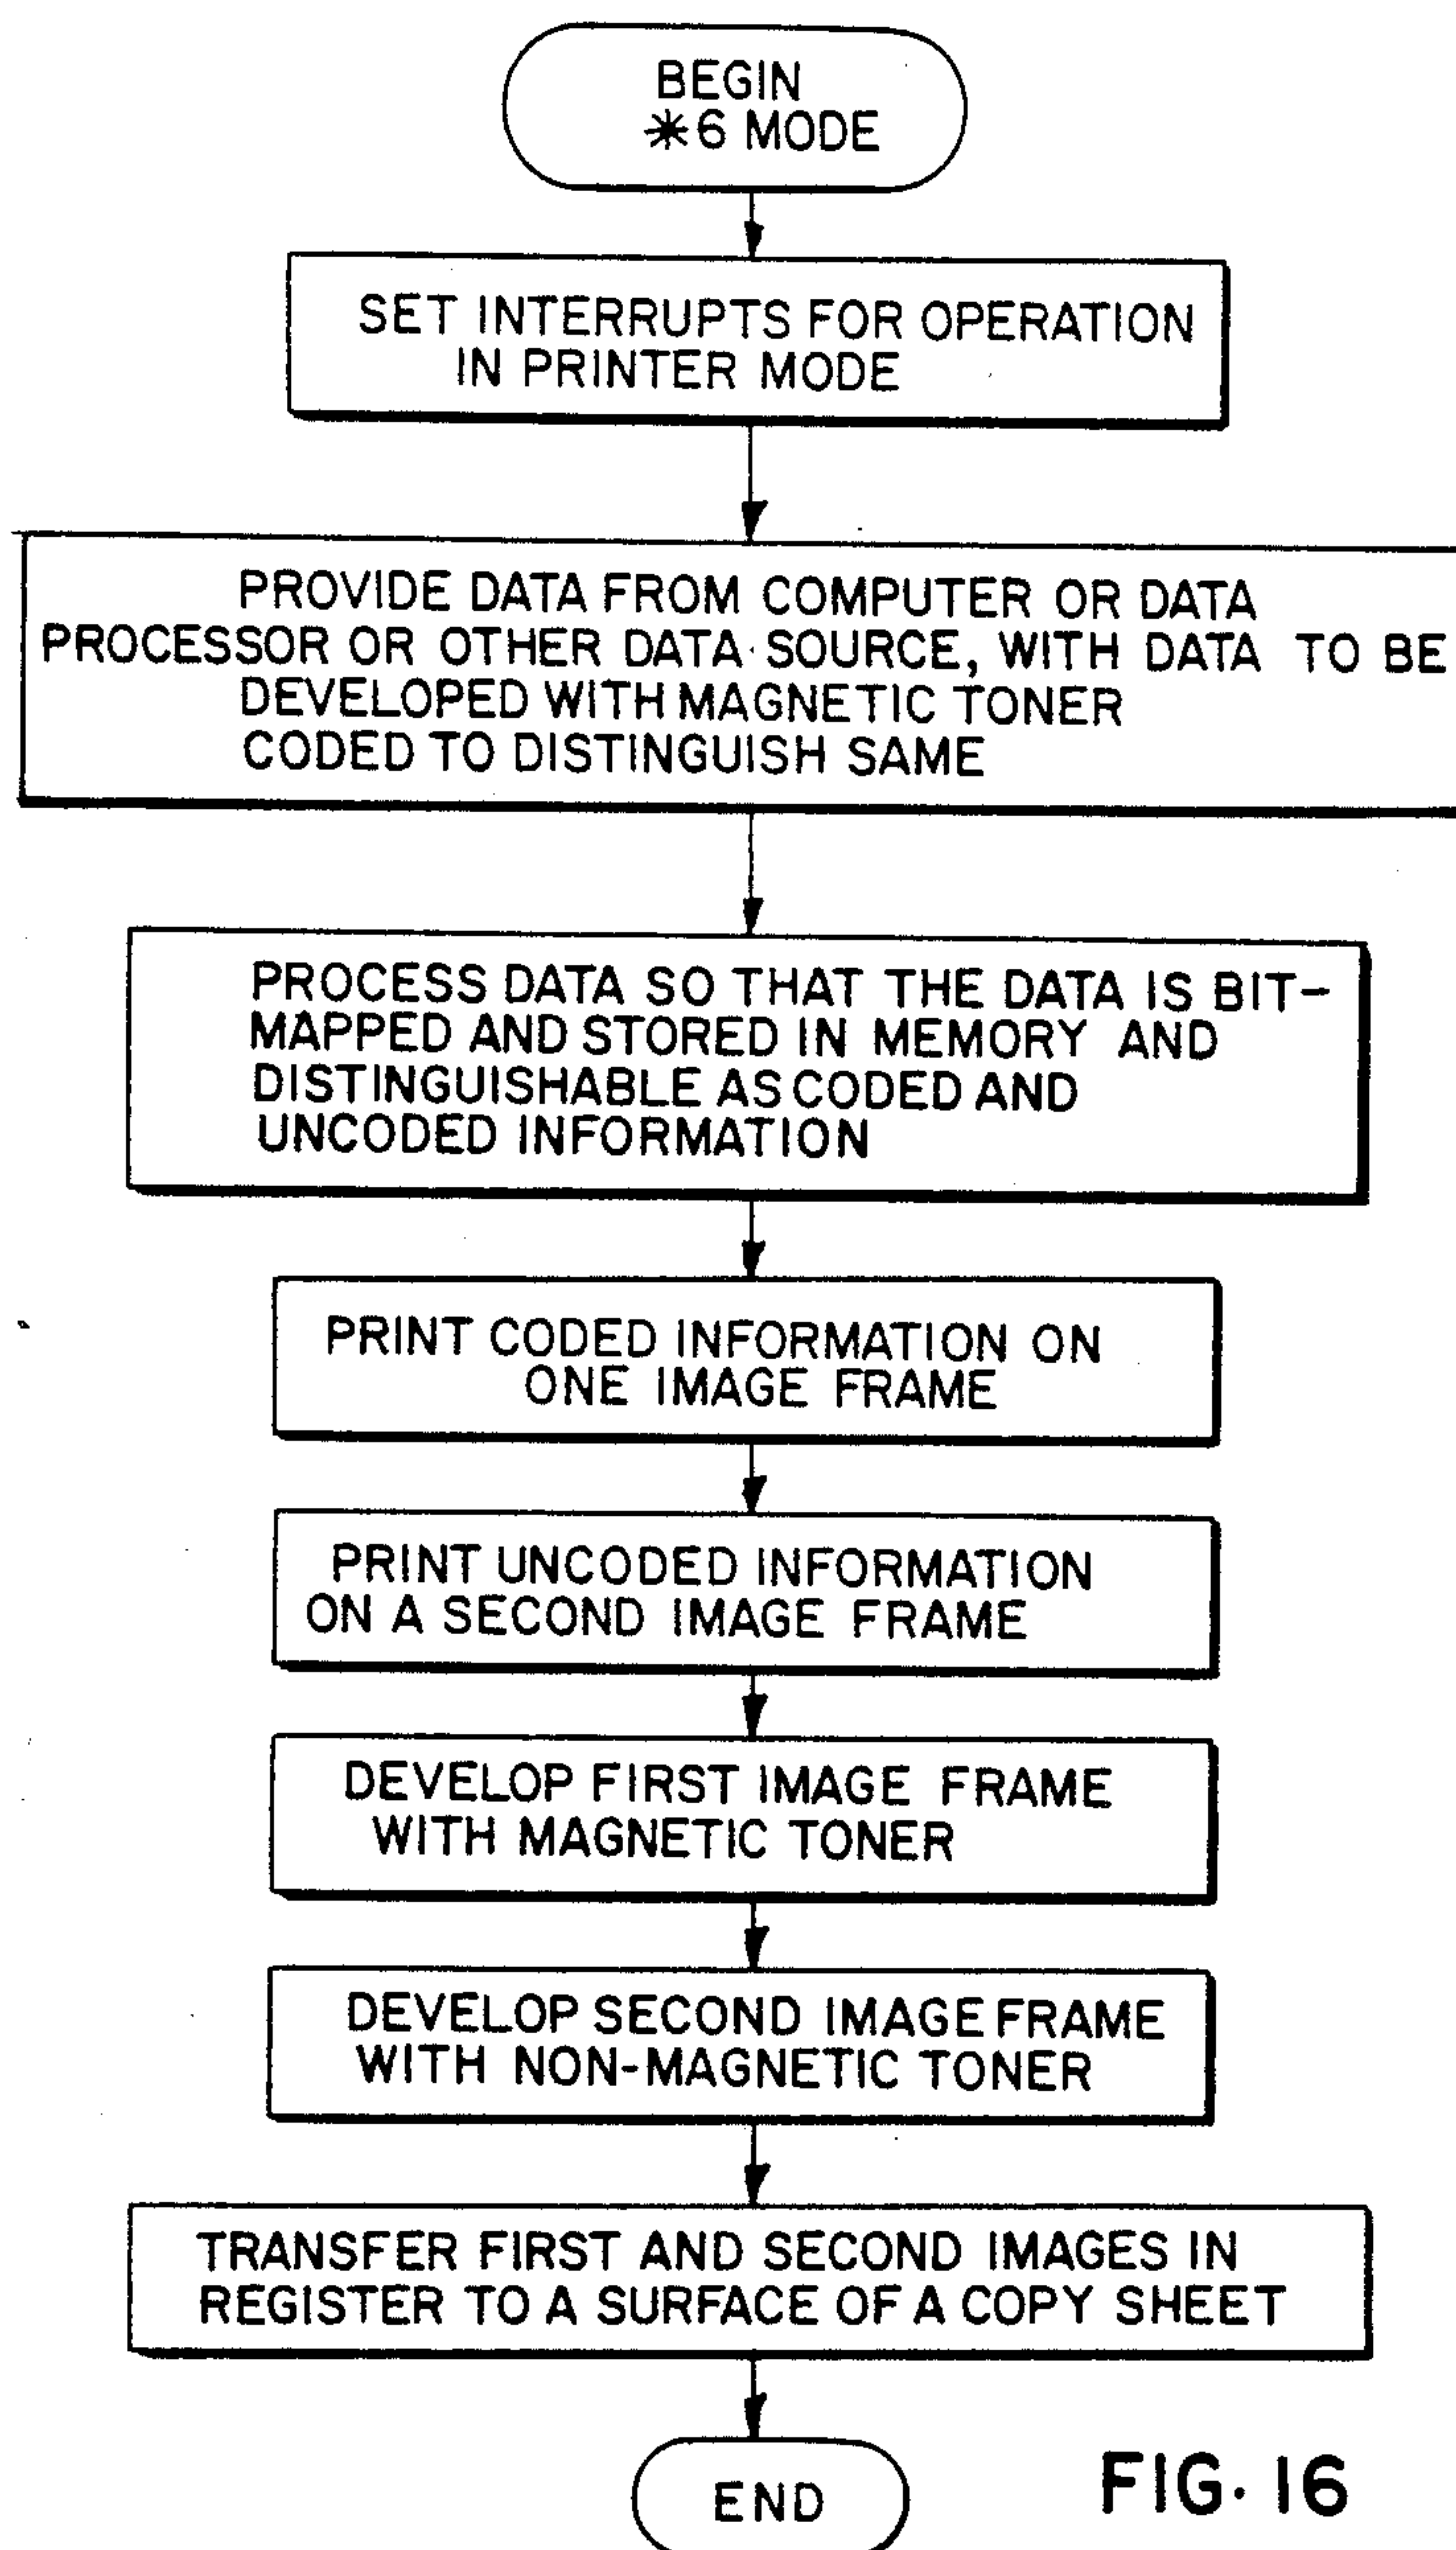 BEGIN
*6 MODE
SET INTERRUPTS FOR OPERATION
IN PRINTER MODE
PROVIDE DATA FROM COMPUTER OR DATA
PROCESSOR OR OTHER DATA SOURCE, WITH DATA TO BE
DEVELOPED WITH MAGNETIC TONER
CODED TO DISTINGUISH SAME
PROCESS DATA SO THAT THE DATA IS BIT-
MAPPED AND STORED IN MEMORY AND
DISTINGUISHABLE AS CODED AND
UNCODED INFORMATION
PRINT CODED INFORMATION ON
ONE IMAGE FRAME
PRINT UNCODED INFORMATION
ON A SECOND IMAGE FRAME
DEVELOP FIRST IMAGE FRAME
WITH MAGNETIC TONER
DEVELOP SECOND IMAGE FRAME
WITH NON-MAGNETIC TONER
TRANSFER FIRST AND SECOND IMAGES IN
REGISTER TO A SURFACE OF A COPY SHEET
END
FIG. 16